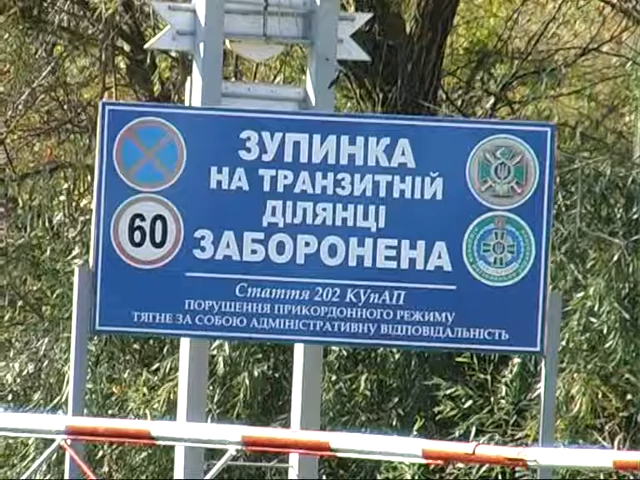 ЗУПИНКА
НА ТРАНЗИТНІЙ
ДІЛЯНЦІ
60
ЗАБОРОНЕНА
Стаття 202 КУпАП
ПОРУШЕННЯ ПРИКОРДОННОГО РЕЖИМУ
ТЯГНЕ ЗА СОБОЮ АДМІНІСТРАТИВНУ ВІДПОВІДАЛЬНІСТЬ